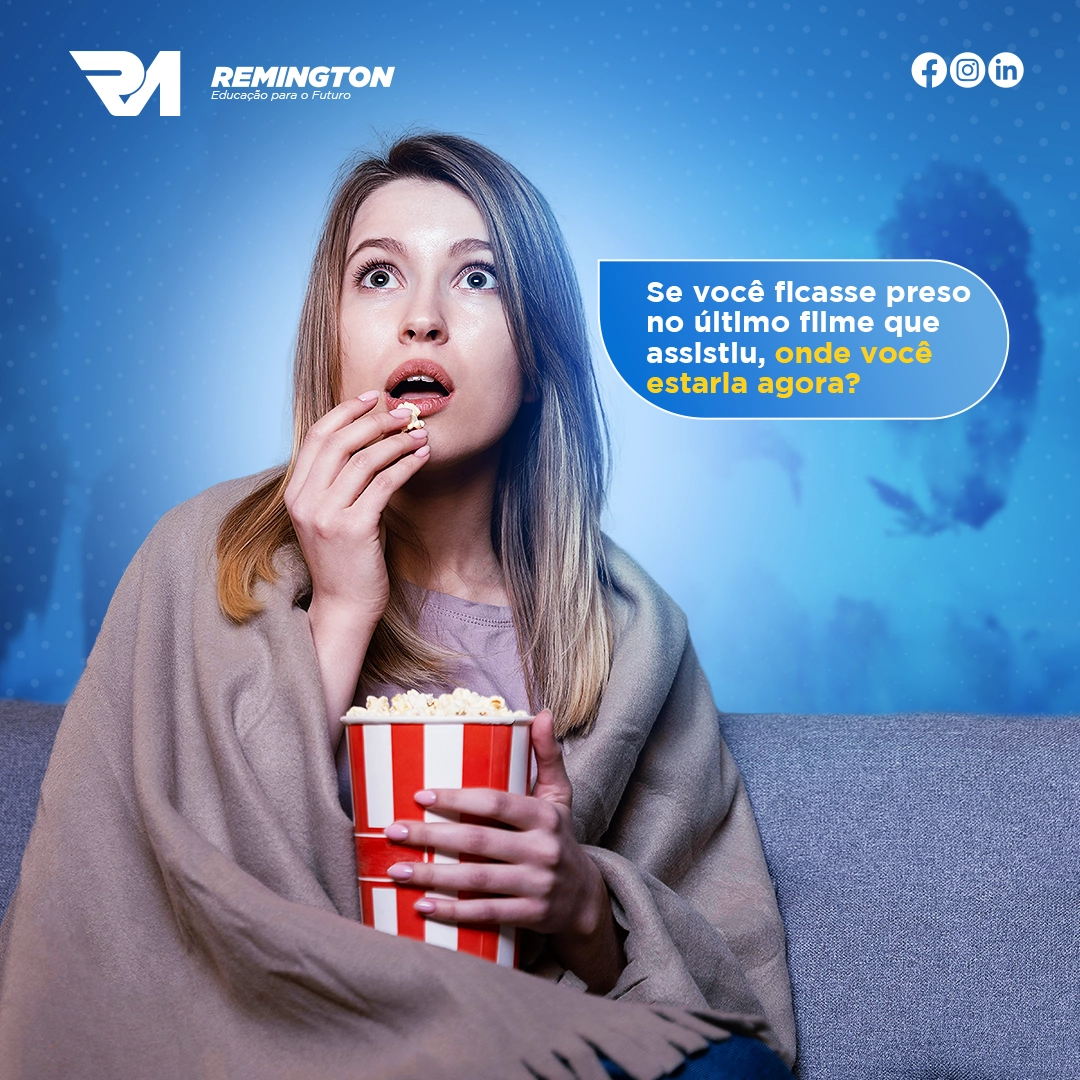 REMINGTON
Educação para o Futuro
Se você ficasse preso
no último filme que
assistiu, onde você
estaria agora?